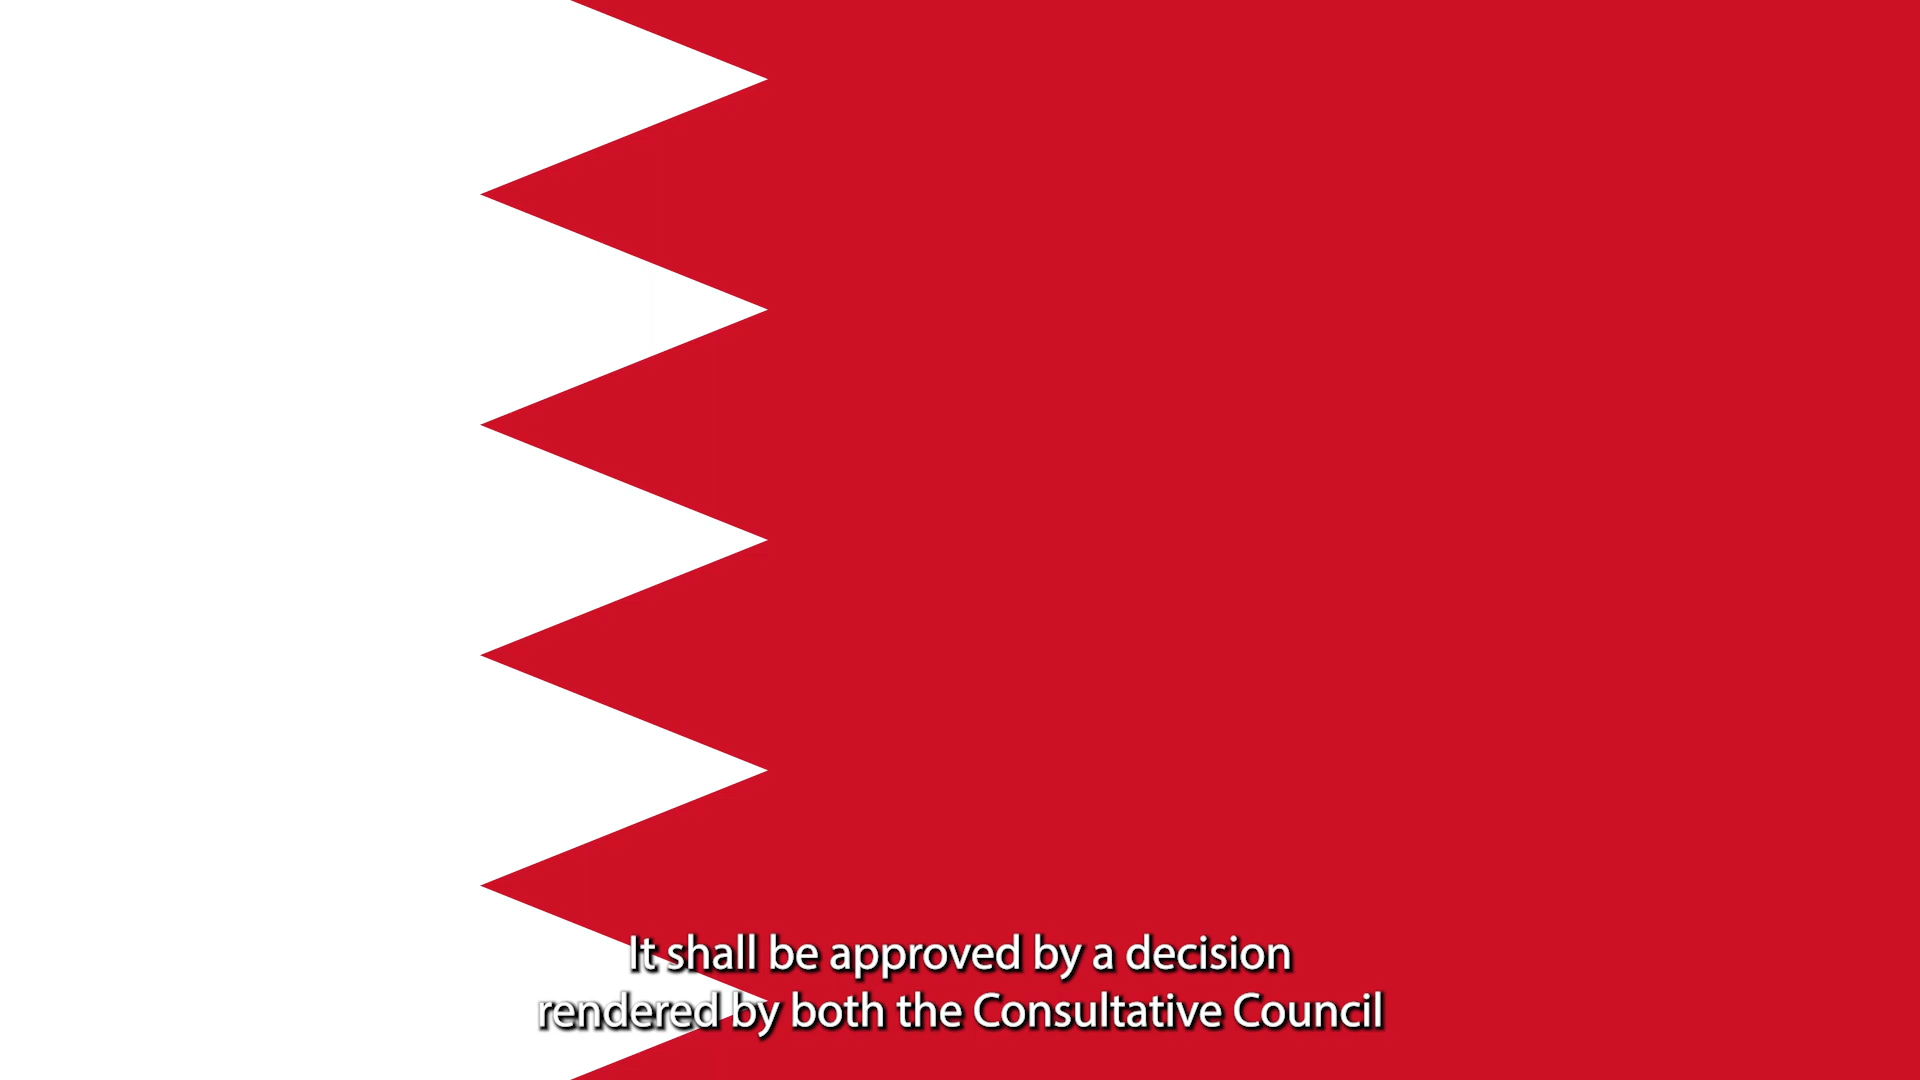 It shall be approved by a decision
rendered by both the Consultative Council